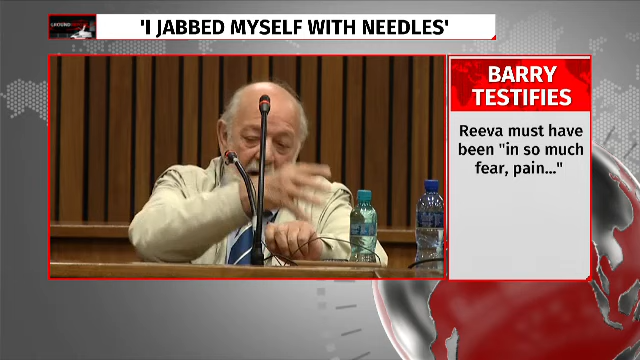 'I JABBED MYSELF WITH NEEDLES'
BARRY
TESTIFIES
Reeva must have
been "in so much
fear, pain..."